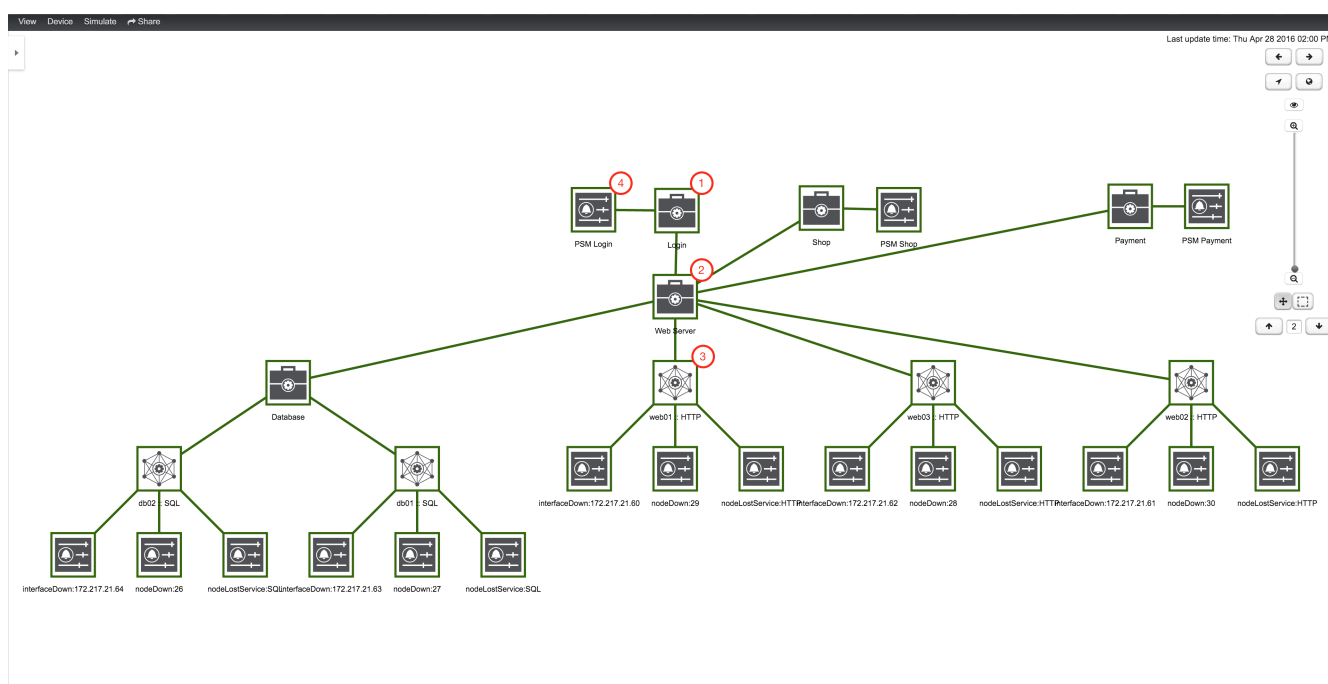 View Device Simulate Share
Last update time: Thu Apr 28 2016 02:00 PM
4
1
PSM Login
Login
Shop
PSM Shop
Payment
PSM Payment
2
2
Web Server
3
Database
web01 :: HTTP
web03 :: HTTP
web02 :: HTTP
db02 :: SQL
db01 :: SQL
interfaceDown:172.217.21.60
nodeDown:29
nodeLostService:HTTP
interfaceDown:172.217.21.62
nodeDown:28
nodeLostService:HTTP
interfaceDown:172.217.21.61
nodeDown:30
nodeLostService:HTTP
interfaceDown:172.217.21.64
nodeDown:26
nodeLostService:SQL
interfaceDown:172.217.21.63
nodeDown:27
nodeLostService:SQL